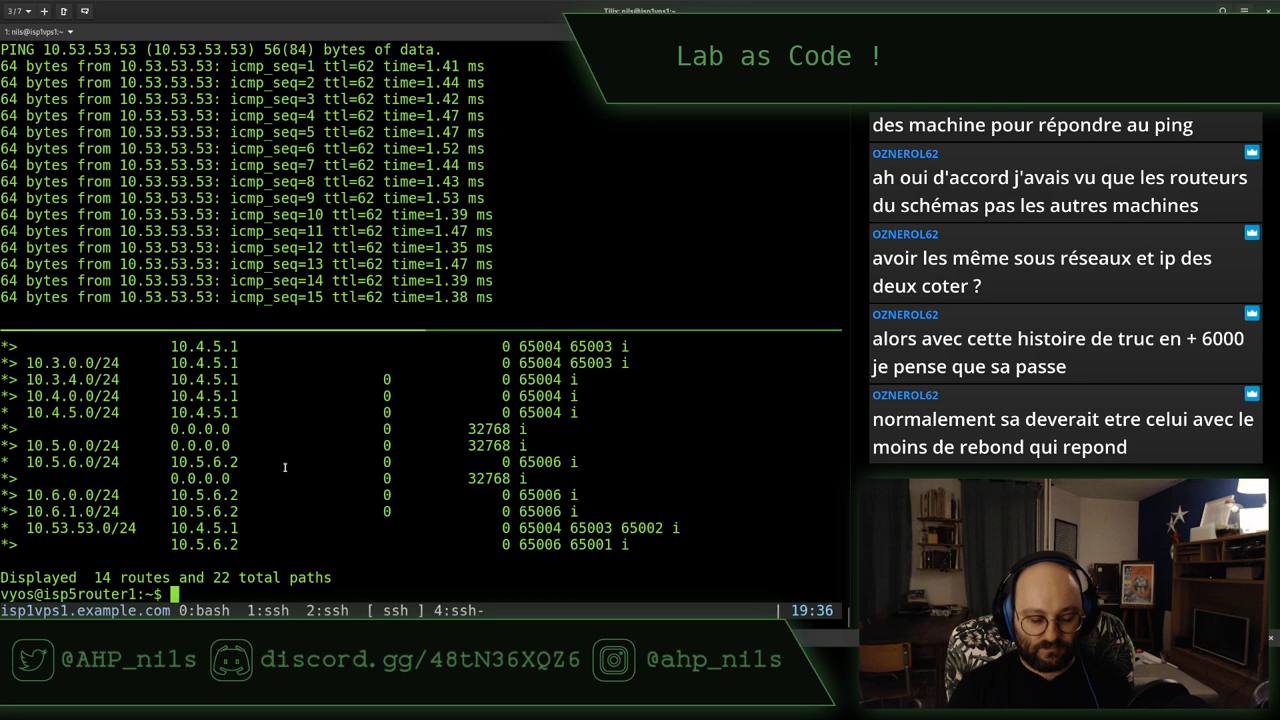 3 / 7
Tilix: nils@isp1vps1:~
1: nils@isp1vps1:~
PING 10.53.53.53 (10.53.53.53) 56(84) bytes of data.
64 bytes from 10.53.53.53: icmp_seq=1 ttl=62 time=1.41 ms
64 bytes from 10.53.53.53: icmp_seq=2 ttl=62 time=1.44 ms
64 bytes from 10.53.53.53: icmp_seq=3 ttl=62 time=1.42 ms
64 bytes from 10.53.53.53: icmp_seq=4 ttl=62 time=1.47 ms
64 bytes from 10.53.53.53: icmp_seq=5 ttl=62 time=1.47 ms
64 bytes from 10.53.53.53: icmp_seq=6 ttl=62 time=1.52 ms
64 bytes from 10.53.53.53: icmp_seq=7 ttl=62 time=1.44 ms
64 bytes from 10.53.53.53: icmp_seq=8 ttl=62 time=1.43 ms
64 bytes from 10.53.53.53: icmp_seq=9 ttl=62 time=1.53 ms
64 bytes from 10.53.53.53: icmp_seq=10 ttl=62 time=1.39 ms
64 bytes from 10.53.53.53: icmp_seq=11 ttl=62 time=1.47 ms
64 bytes from 10.53.53.53: icmp_seq=12 ttl=62 time=1.35 ms
64 bytes from 10.53.53.53: icmp_seq=13 ttl=62 time=1.47 ms
64 bytes from 10.53.53.53: icmp_seq=14 ttl=62 time=1.39 ms
64 bytes from 10.53.53.53: icmp_seq=15 ttl=62 time=1.38 ms
*> 10.4.5.1 0 65004 65003 i
*> 10.3.0.0/24 10.4.5.1 0 65004 65003 i
*> 10.3.4.0/24 10.4.5.1 0 0 65004 i
*> 10.4.0.0/24 10.4.5.1 0 0 65004 i
* 10.4.5.0/24 10.4.5.1 0 0 65004 i
*> 0.0.0.0 0 32768 i
*> 10.5.0.0/24 0.0.0.0 0 32768 i
* 10.5.6.0/24 10.5.6.2 0 0 65006 i
*> 0.0.0.0 0 32768 i
*> 10.6.0.0/24 10.5.6.2 0 0 65006 i
*> 10.6.1.0/24 10.5.6.2 0 0 65006 i
* 10.53.53.0/24 10.4.5.1 0 65004 65003 65002 i
*> 10.5.6.2 0 65006 65001 i
Displayed 14 routes and 22 total paths
vyos@isp5router1:~$
isp1vps1.example.com 0:bash 1:ssh 2:ssh [ ssh ] 4:ssh- | 19:36
Lab as Code !
des machine pour répondre au ping
OZNEROL62
ah oui d'accord j'avais vu que les routeurs
du schémas pas les autres machines
OZNEROL62
avoir les même sous réseaux et ip des
deux coter ?
OZNEROL62
alors avec cette histoire de truc en + 6000
je pense que sa passe
OZNEROL62
normalement sa deverait etre celui avec le
moins de rebond qui repond
@AHP_nils discord.gg/48tN36XQZ6 @ahp_nils